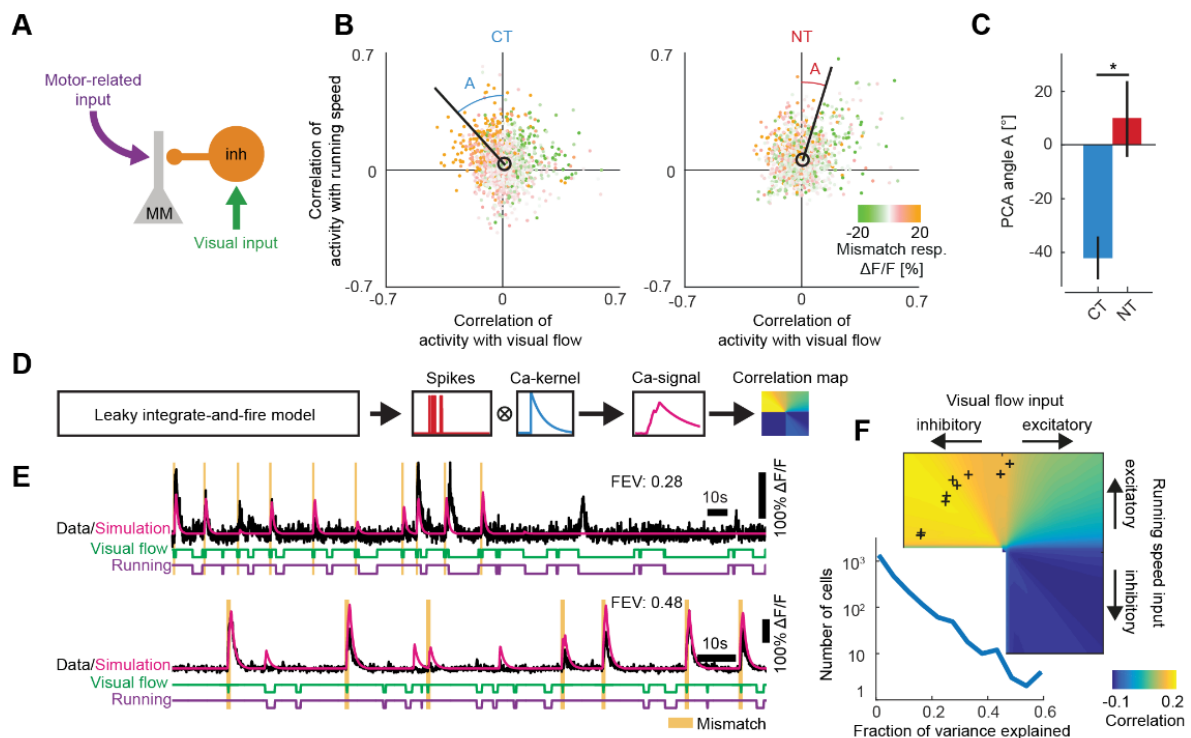 A
Motor-related
input
inh
MM
Visual input
B
CT
NT
0.7
0.7
A
A
Correlation of
activity with running speed
0
0
-20
20
Mismatch resp.
ΔF/F [%]
-0.7
-0.7
-0.7
0
0.7
-0.7
0
0.7
Correlation of
activity with visual flow
Correlation of
activity with visual flow
C
*
PCA angle A [°]
20
0
-20
-40
CT
NT
D
Leaky integrate-and-fire model
Spikes
Ca-kernel
Ca-signal
Correlation map
⊗
E
FEV: 0.28
10s
100% ΔF/F
Data/Simulation
Visual flow
Running
FEV: 0.48
10s
100% ΔF/F
Data/Simulation
Visual flow
Running
Mismatch
F
Visual flow input
inhibitory
excitatory
excitatory
inhibitory
Running speed input
Number of cells
10³
10²
10
1
0
0.2
0.4
0.6
Fraction of variance explained
-0.1
0.2
Correlation